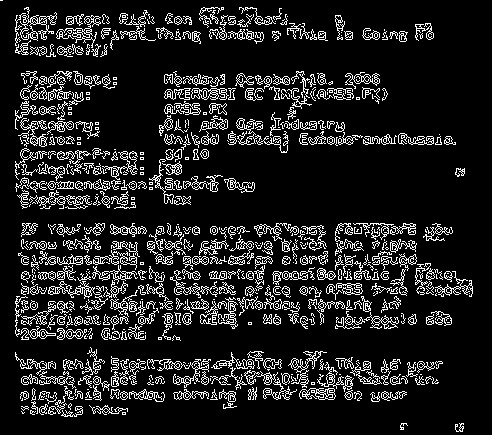 Best Stock Pick for this Year!
Get ARSS First Thing Monday > This Is Going To
Explode!!!
Trade Date: Monday, October 16, 2006
Company: AMEROSSI EC INC (ARSS.PK)
Stock: ARSS.PK
Category: Oil and Gas Industry
Region: United States, Europe and Russia.
Current Price: $4.10
1 Week Target: $8
Recommendation: Strong Buy
Expectations: Max
If You've been alive over the past few years you
know that any stock can move given the right
circumstances. As soon as an alert is issued
almost instantly the market goes Balistic ! Take
advantage of the current price on ARSS > we expect
to see it begin climbing Monday Morning in
anticipation of BIG NEWS . We feel you could see
200-300% Gains
When this Stock moves - WATCH OUT!. This is your
chance to get in before it BLOWS. Big watch in
play this Monday morning !! Put ARSS on your
radar's now.